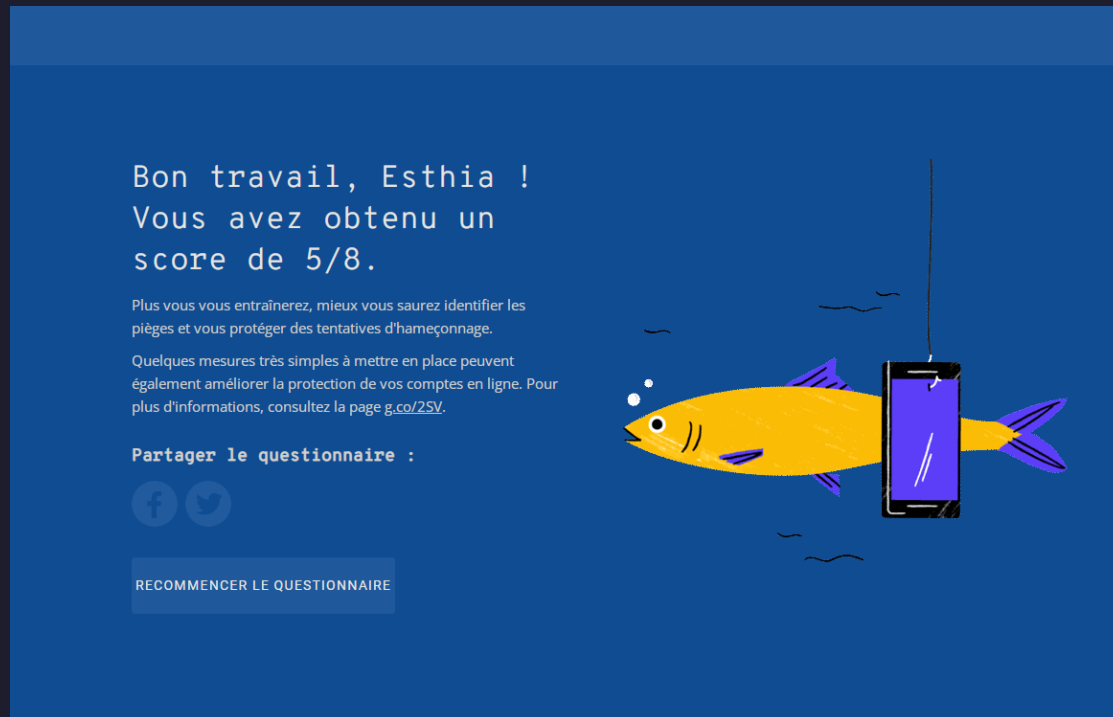 Bon travail, Esthia !
Vous avez obtenu un
score de 5/8.
Plus vous vous entraînerez, mieux vous saurez identifier les
pièges et vous protéger des tentatives d'hameçonnage.
Quelques mesures très simples à mettre en place peuvent
également améliorer la protection de vos comptes en ligne. Pour
plus d'informations, consultez la page g.co/2SV.
Partager le questionnaire :
RECOMMENCER LE QUESTIONNAIRE